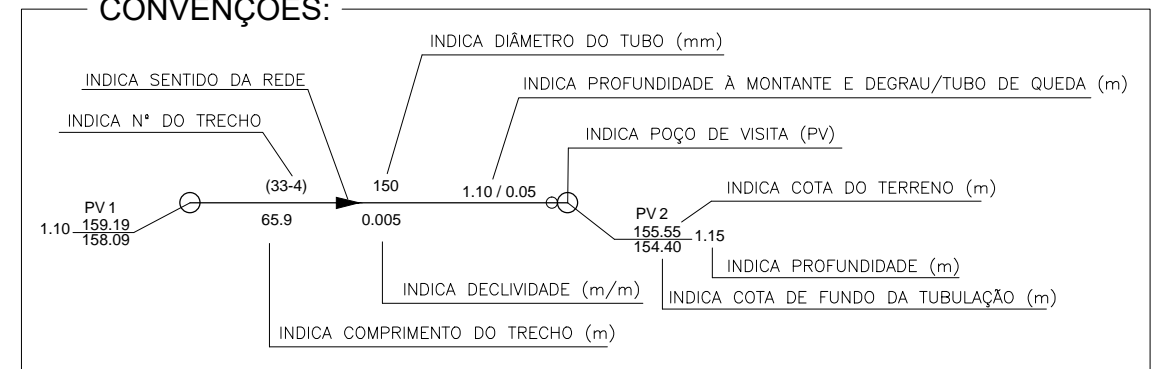 CONVENÇÕES:
INDICA DIÂMETRO DO TUBO (mm)
INDICA SENTIDO DA REDE
INDICA PROFUNDIDADE À MONTANTE E DEGRAU/TUBO DE QUEDA (m)
INDICA Nº DO TRECHO
INDICA POÇO DE VISITA (PV)
(33-4)
150
1.10 / 0.05
INDICA COTA DO TERRENO (m)
PV 1
159.19
1.10
158.09
65.9
0.005
PV 2
155.55
154.40
1.15
INDICA PROFUNDIDADE (m)
INDICA DECLIVIDADE (m/m)
INDICA COTA DE FUNDO DA TUBULAÇÃO (m)
INDICA COMPRIMENTO DO TRECHO (m)